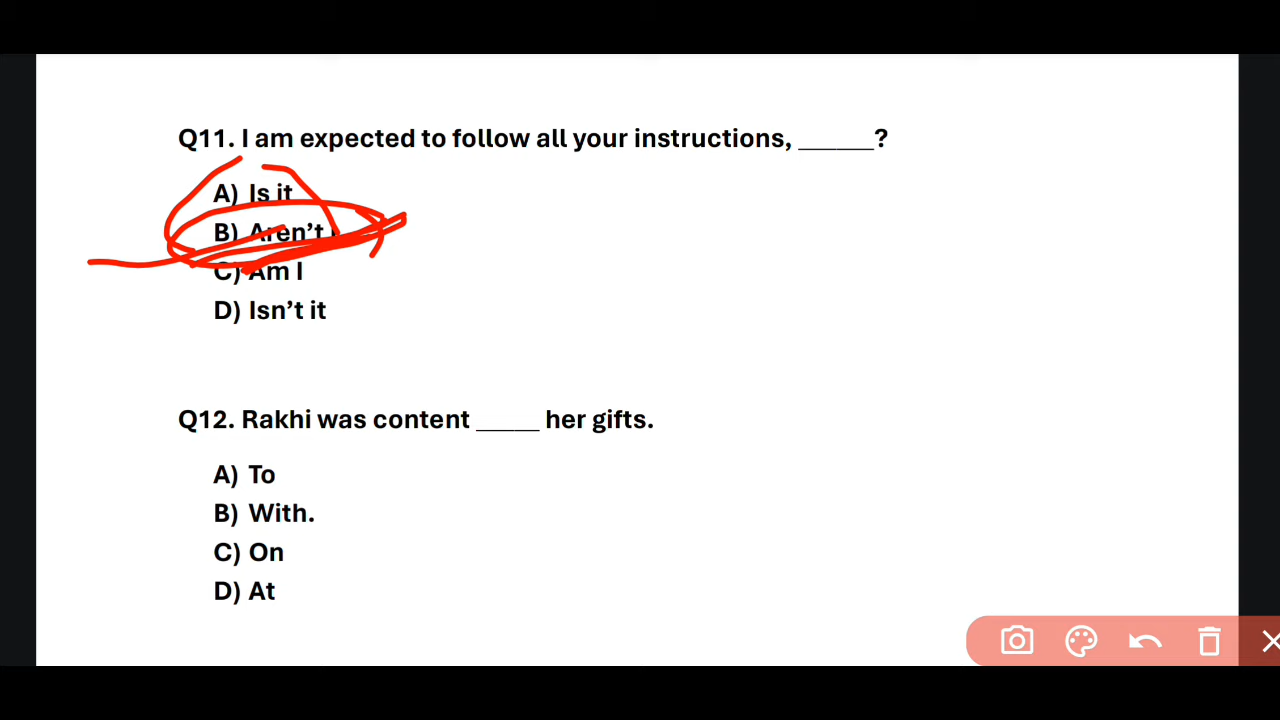 Q11. I am expected to follow all your instructions, ______?
A) Is it
B) Aren't I
C) Am I
D) Isn't it
Q12. Rakhi was content _____ her gifts.
A) To
B) With.
C) On
D) At